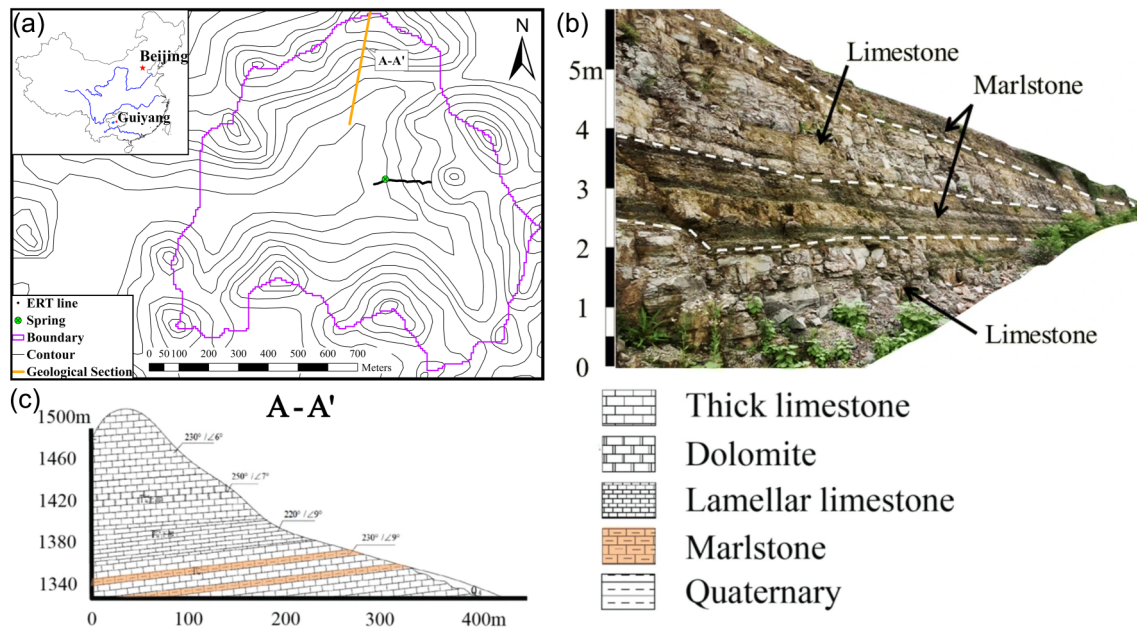 (a)
Beijing
Guiyang
A-A'
N
ERT line
Spring
Boundary
Contour
Geological Section
0 50 100 200 300 400 500 600 700
Meters
(b)
5m
4
3
2
1
0
Limestone
Marlstone
Limestone
(c)
A-A'
1500m
1460
1420
1380
1340
230° /∠6°
250° /∠7°
220° /∠9°
230° /∠9°
0 100 200 300 400m
Thick limestone
Dolomite
Lamellar limestone
Marlstone
Quaternary